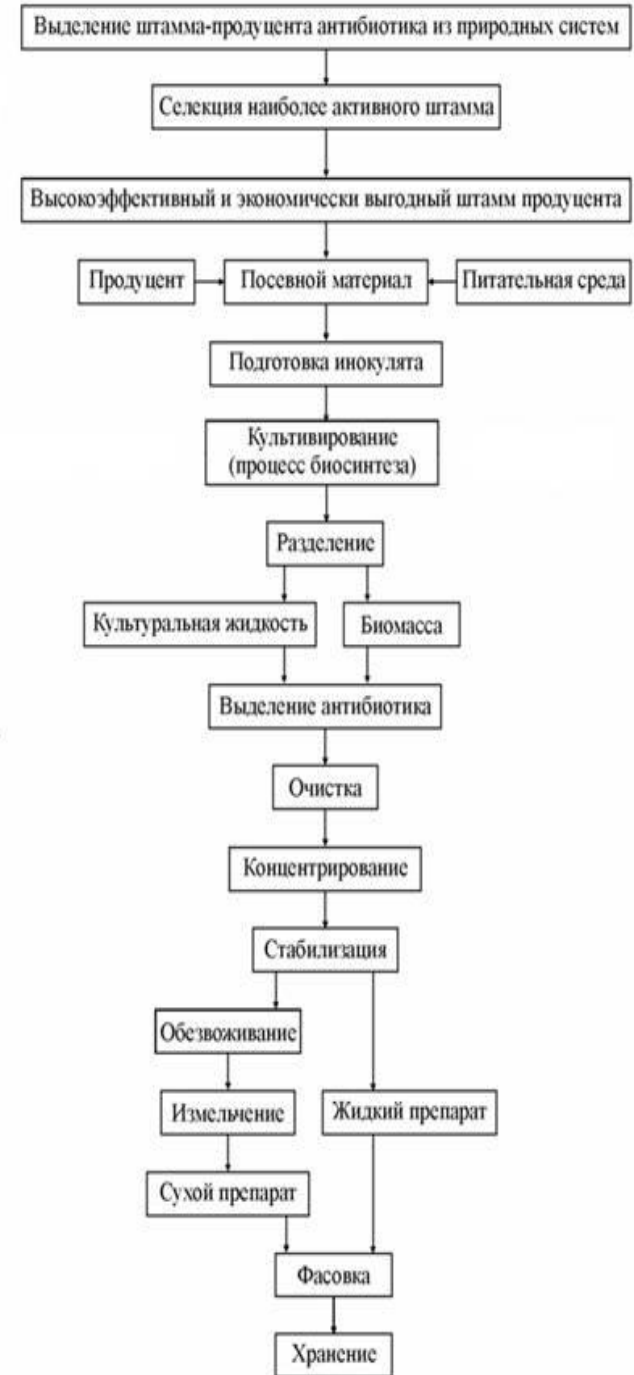 Выделение штамма-продуцента антибиотика из природных систем
Селекция наиболее активного штамма
Высокоэффективный и экономически выгодный штамм продуцента
Продуцент
Посевной материал
Питательная среда
Подготовка инокулята
Культивирование
(процесс биосинтеза)
Разделение
Культуральная жидкость
Биомасса
Выделение антибиотика
Очистка
Концентрирование
Стабилизация
Обезвоживание
Измельчение
Жидкий препарат
Сухой препарат
Фасовка
Хранение